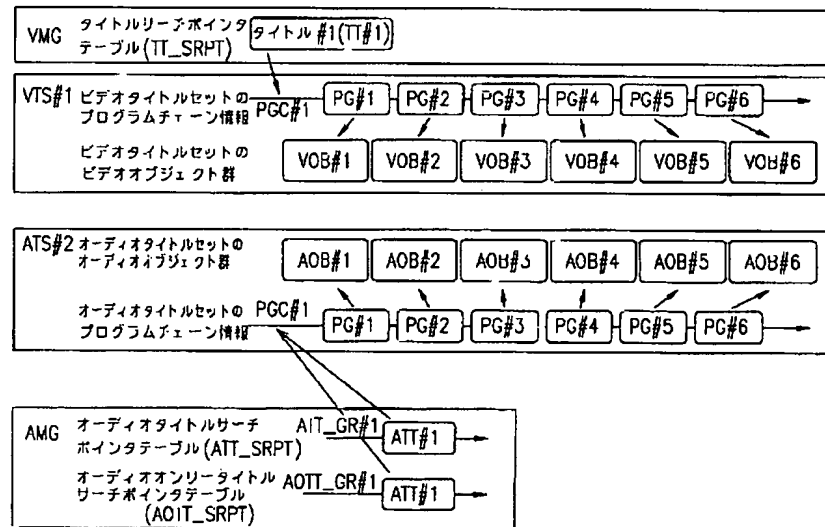 VMG タイトルサーチポインタ タイトル #1(TT#1)
テーブル(TT_SRPT)
VTS#1 ビデオタイトルセットの
プログラムチェーン情報 PGC#1 PG#1 PG#2 PG#3 PG#4 PG#5 PG#6
ビデオタイトルセットの
ビデオオブジェクト群 VOB#1 VOB#2 VOB#3 VOB#4 VOB#5 VOB#6
ATS#2 オーディオタイトルセットの
オーディオオブジェクト群 AOB#1 AOB#2 AOB#3 AOB#4 AOB#5 AOB#6
オーディオタイトルセットの PGC#1
プログラムチェーン情報 PG#1 PG#2 PG#3 PG#4 PG#5 PG#6
AMG オーディオタイトルサーチ ATT_GR#1 ATT#1
ポインタテーブル(ATT_SRPT)
オーディオオンリータイトル AOTT_GR#1 ATT#1
サーチポインタテーブル
(AOTT_SRPT)